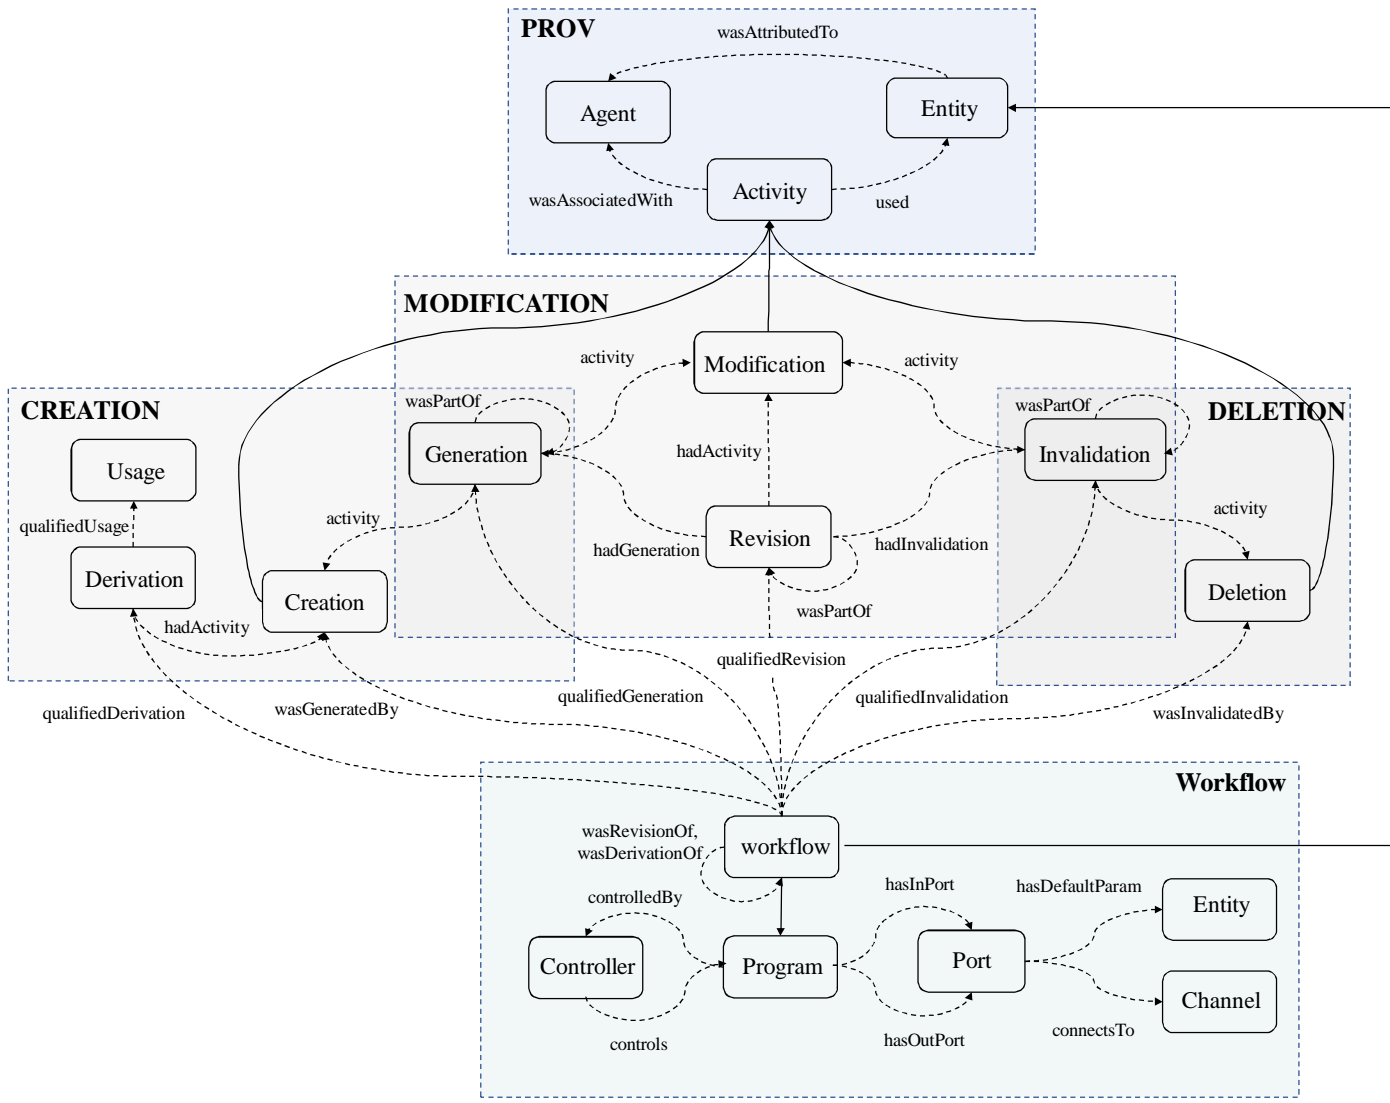 PROV
wasAttributedTo
Agent
Entity
Activity
wasAssociatedWith
used
MODIFICATION
Modification
activity
activity
CREATION
wasPartOf
wasPartOf
DELETION
Usage
Generation
hadActivity
Invalidation
qualifiedUsage
activity
activity
Revision
hadGeneration
hadInvalidation
Derivation
Creation
Deletion
wasPartOf
hadActivity
qualifiedRevision
qualifiedGeneration
qualifiedInvalidation
qualifiedDerivation
wasGeneratedBy
wasInvalidatedBy
Workflow
wasRevisionOf,
wasDerivationOf
workflow
controlledBy
hasInPort
hasDefaultParam
Entity
Controller
Program
Port
Channel
controls
hasOutPort
connectsTo